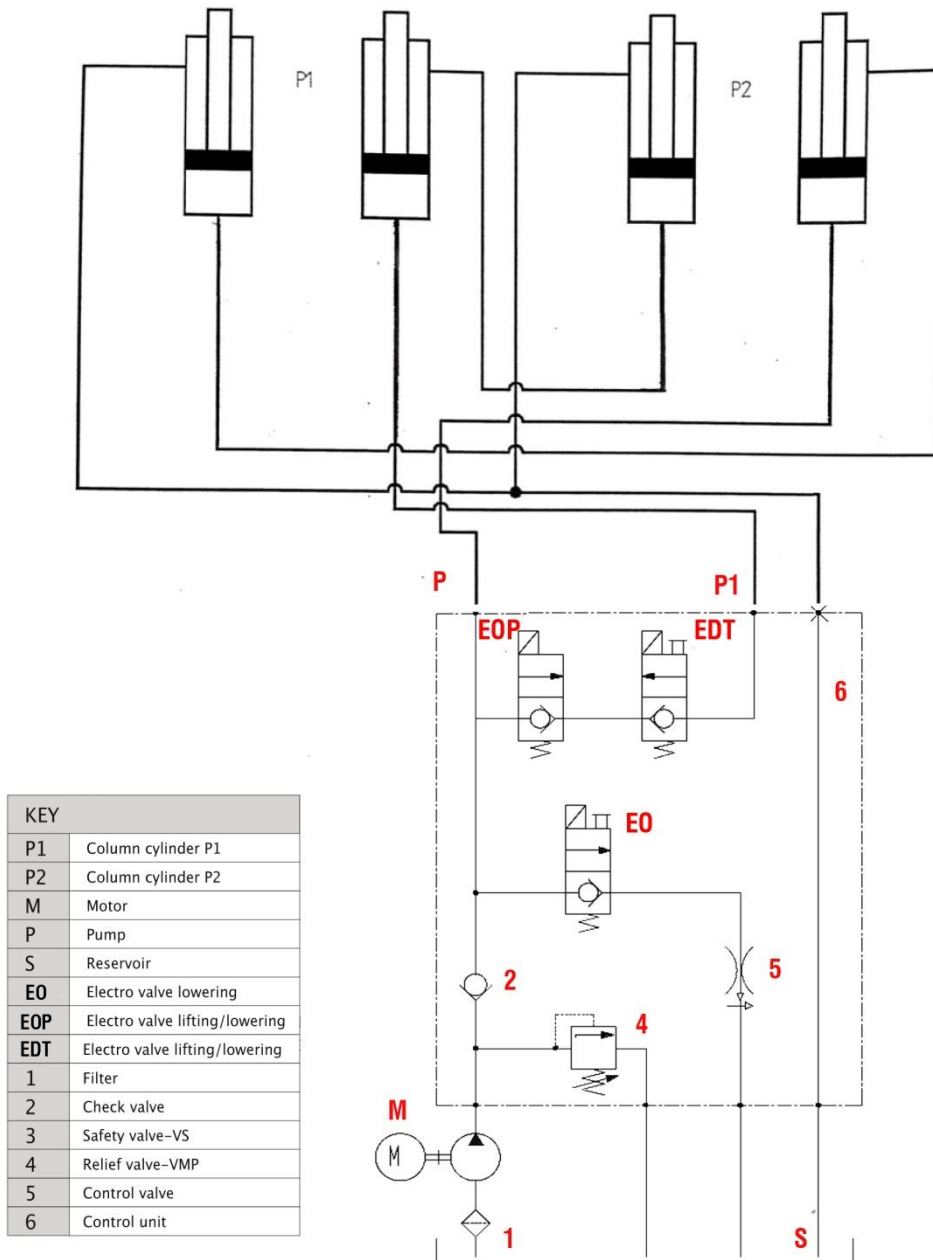 P1
P2
P
P1
EOP
EDT
6
EO
2
5
4
M
M
1
S
KEY
P1 Column cylinder P1
P2 Column cylinder P2
M Motor
P Pump
S Reservoir
EO Electro valve lowering
EOP Electro valve lifting/lowering
EDT Electro valve lifting/lowering
1 Filter
2 Check valve
3 Safety valve-VS
4 Relief valve-VMP
5 Control valve
6 Control unit